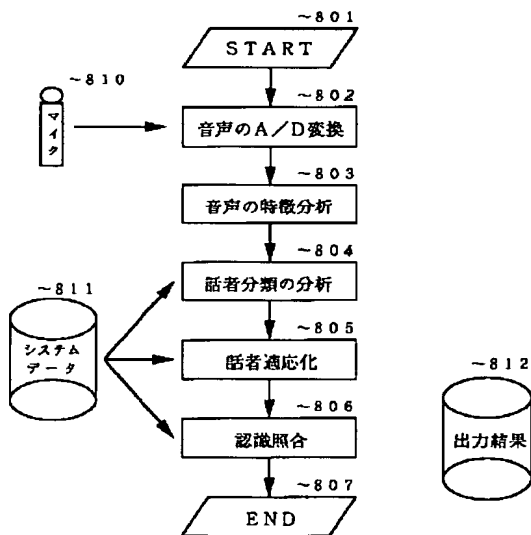 ~801
START
~810
マイク
~802
音声のA/D変換
~803
音声の特徴分析
~804
話者分類の分析
~811
システム
データ
~805
話者適応化
~812
出力結果
~806
認識照合
~807
END